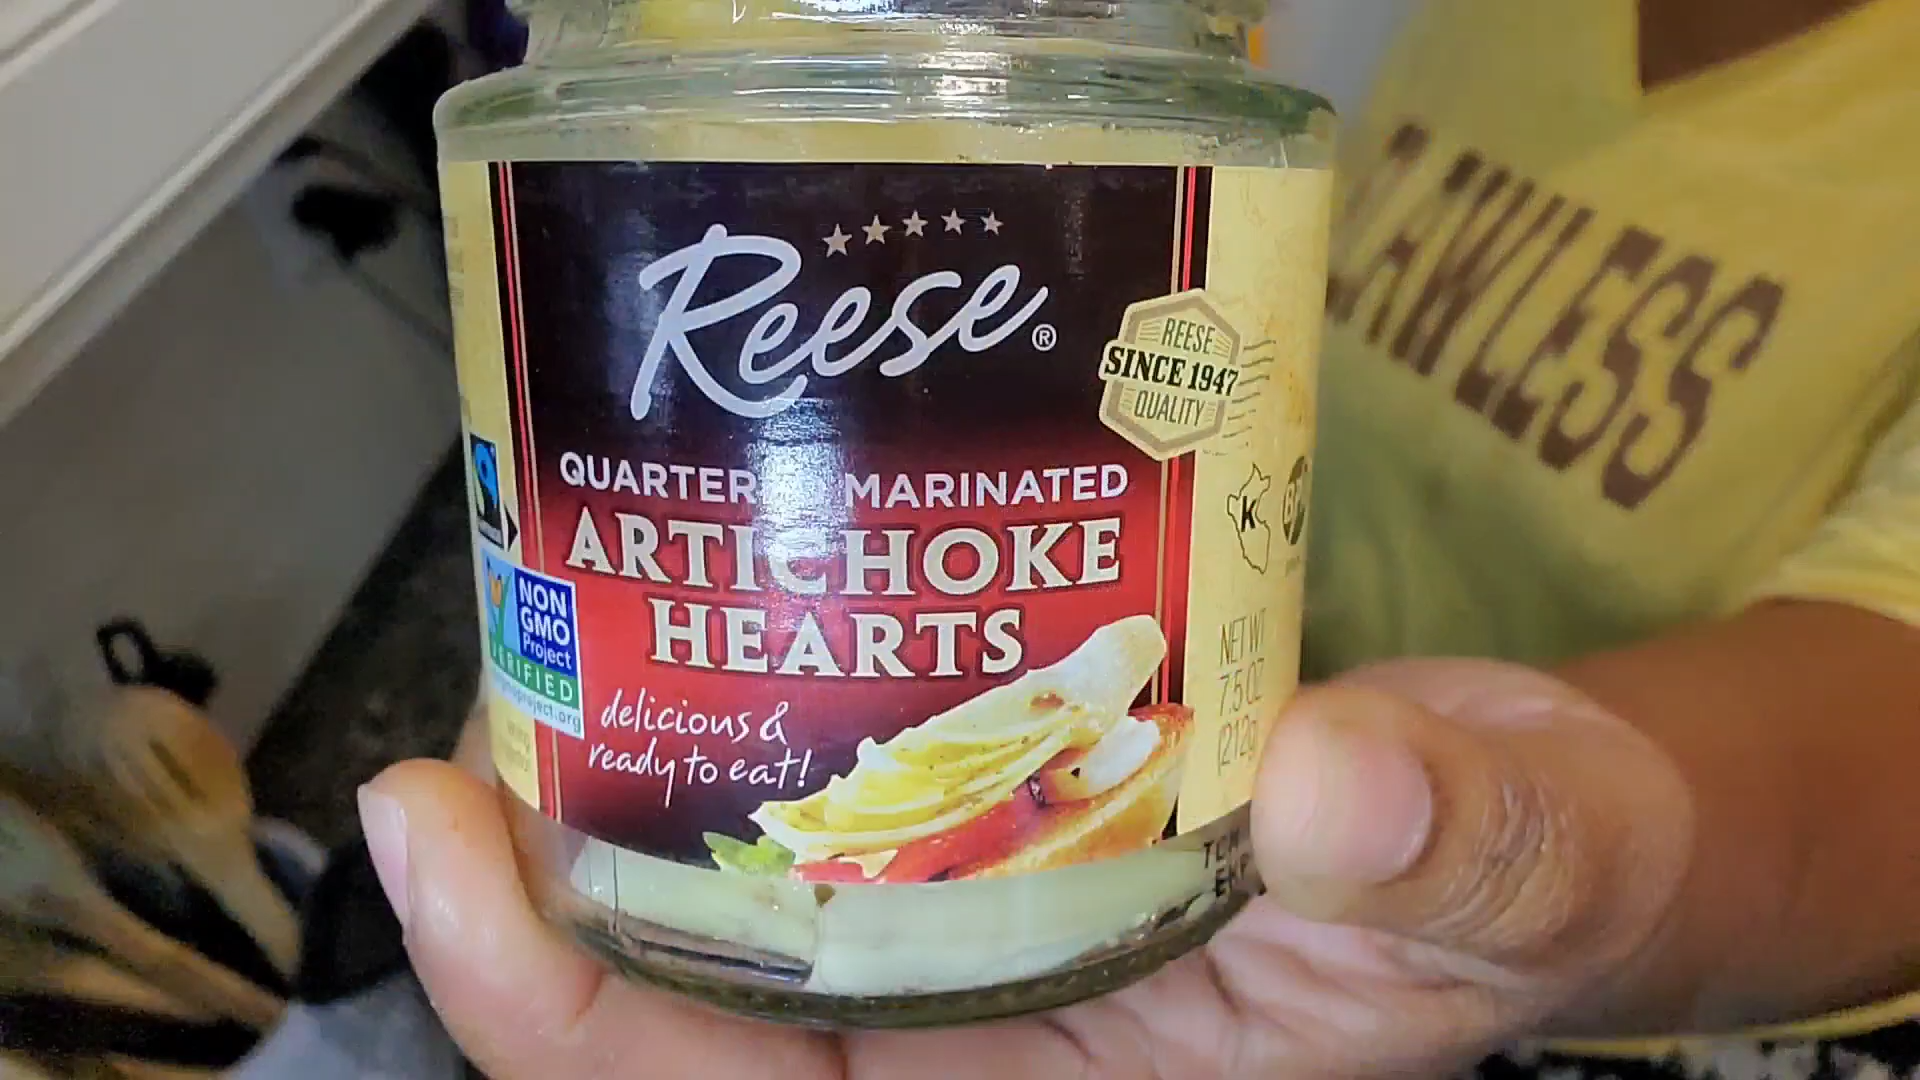 Reese®
REESE
SINCE 1947
QUALITY
QUARTERED MARINATED
ARTICHOKE
HEARTS
NON
GMO
Project
VERIFIED
delicious &
ready to eat!
K
NET WT
7.5 OZ
(212g)
AWLESS